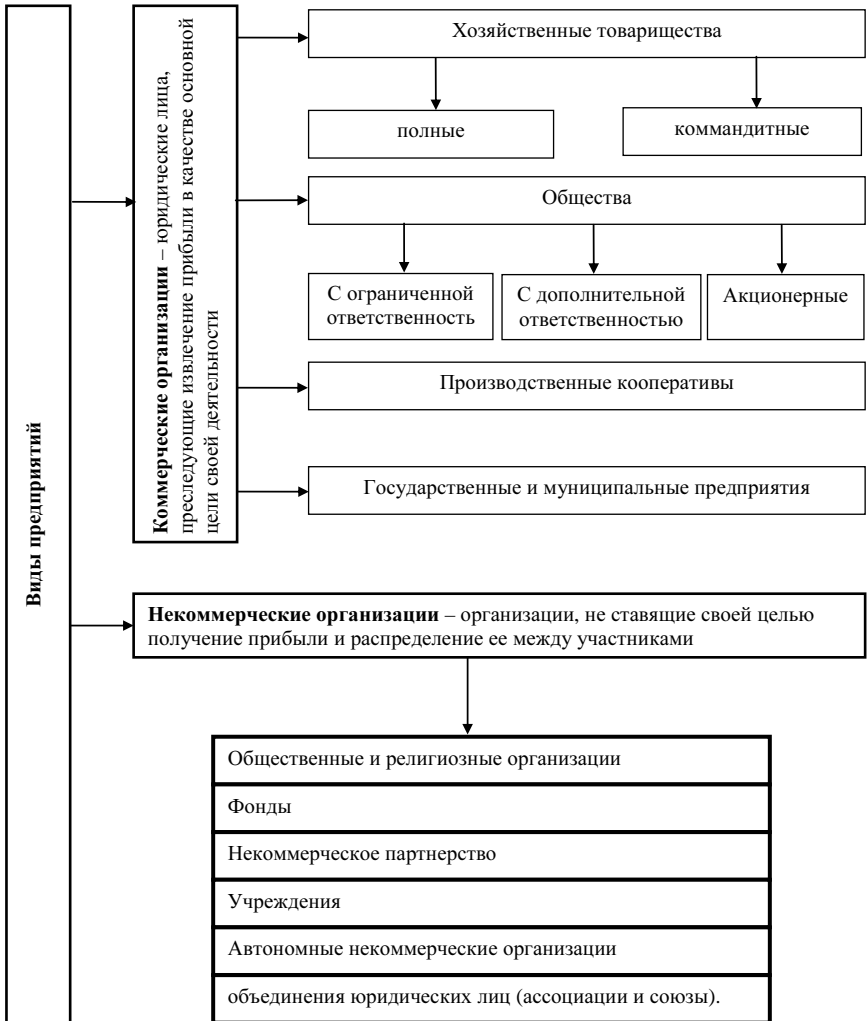 Виды предприятий
Коммерческие организации – юридические лица,
преследующие извлечение прибыли в качестве основной
цели своей деятельности
Хозяйственные товарищества
полные
коммандитные
Общества
С ограниченной
ответственность
С дополнительной
ответственностью
Акционерные
Производственные кооперативы
Государственные и муниципальные предприятия
Некоммерческие организации – организации, не ставящие своей целью
получение прибыли и распределение ее между участниками
Общественные и религиозные организации
Фонды
Некоммерческое партнерство
Учреждения
Автономные некоммерческие организации
объединения юридических лиц (ассоциации и союзы).